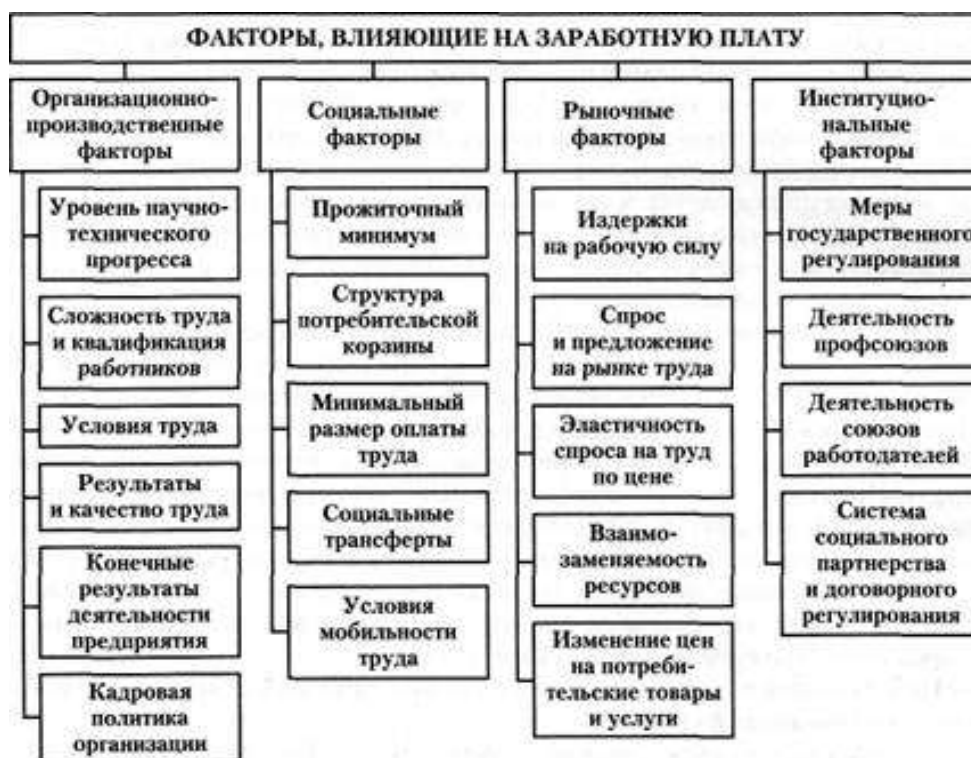 ФАКТОРЫ, ВЛИЯЮЩИЕ НА ЗАРАБОТНУЮ ПЛАТУ
Организационно-
производственные
факторы
Уровень научно-
технического
прогресса
Сложность труда
и квалификация
работников
Условия труда
Результаты
и качество труда
Конечные
результаты
деятельности
предприятия
Кадровая
политика
организации
Социальные
факторы
Прожиточный
минимум
Структура
потребительской
корзины
Минимальный
размер оплаты
труда
Социальные
трансферты
Условия
мобильности
труда
Рыночные
факторы
Издержки
на рабочую силу
Спрос
и предложение
на рынке труда
Эластичность
спроса на труд
по цене
Взаимо-
заменяемость
ресурсов
Изменение цен
на потреби-
тельские товары
и услуги
Институцио-
нальные
факторы
Меры
государственного
регулирования
Деятельность
профсоюзов
Деятельность
союзов
работодателей
Система
социального
партнерства
и договорного
регулирования